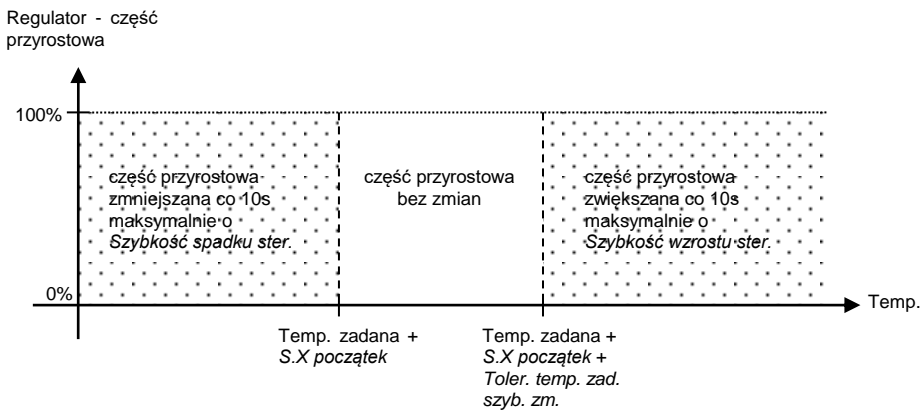 Regulator - część
przyrostowa
100%
część przyrostowa
zmniejszana co 10s
maksymalnie o
Szybkość spadku ster.
część przyrostowa
bez zmian
część przyrostowa
zwiększana co 10s
maksymalnie o
Szybkość wzrostu ster.
0%
Temp.
Temp. zadana +
S.X początek
Temp. zadana +
S.X początek +
Toler. temp. zad.
szyb. zm.